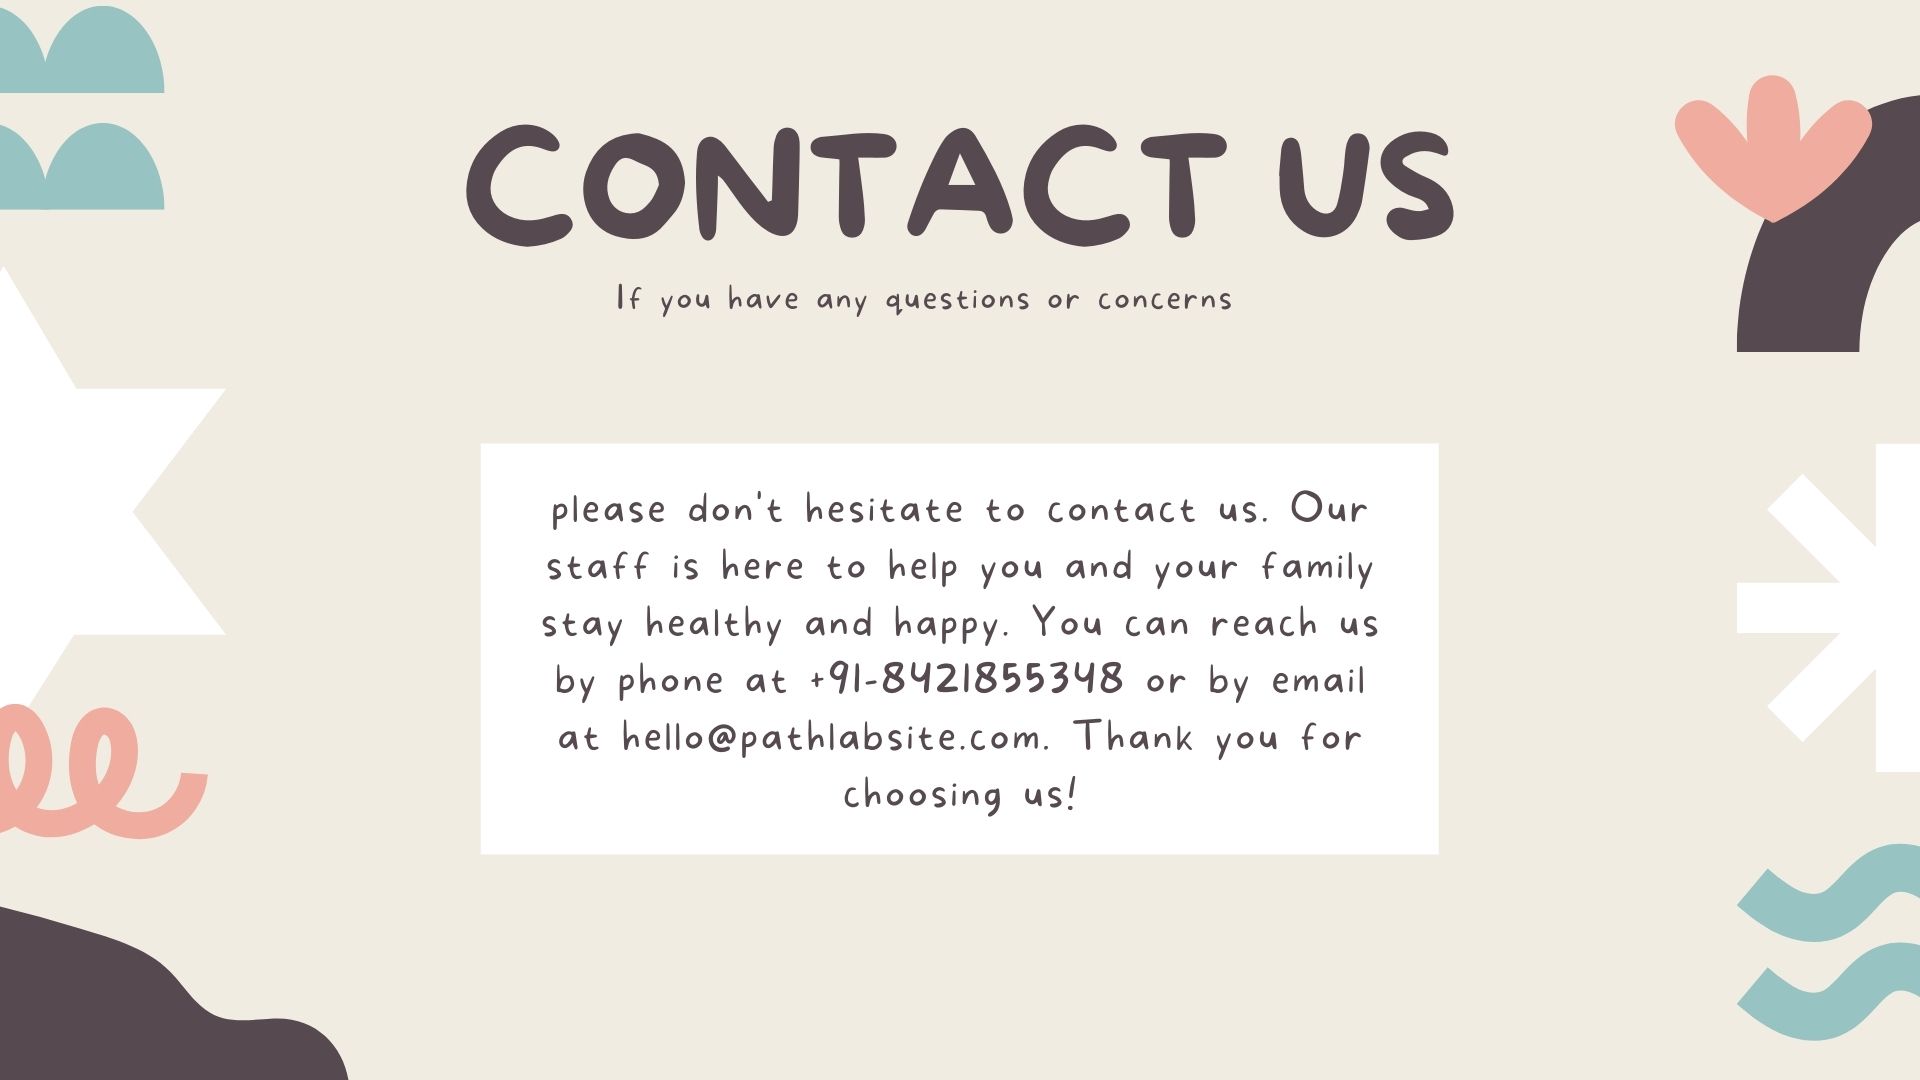 CONTACT US
If you have any questions or concerns
please don't hesitate to contact us. Our
staff is here to help you and your family
stay healthy and happy. You can reach us
by phone at +91-8421855348 or by email
at hello@pathlabsite.com. Thank you for
choosing us!